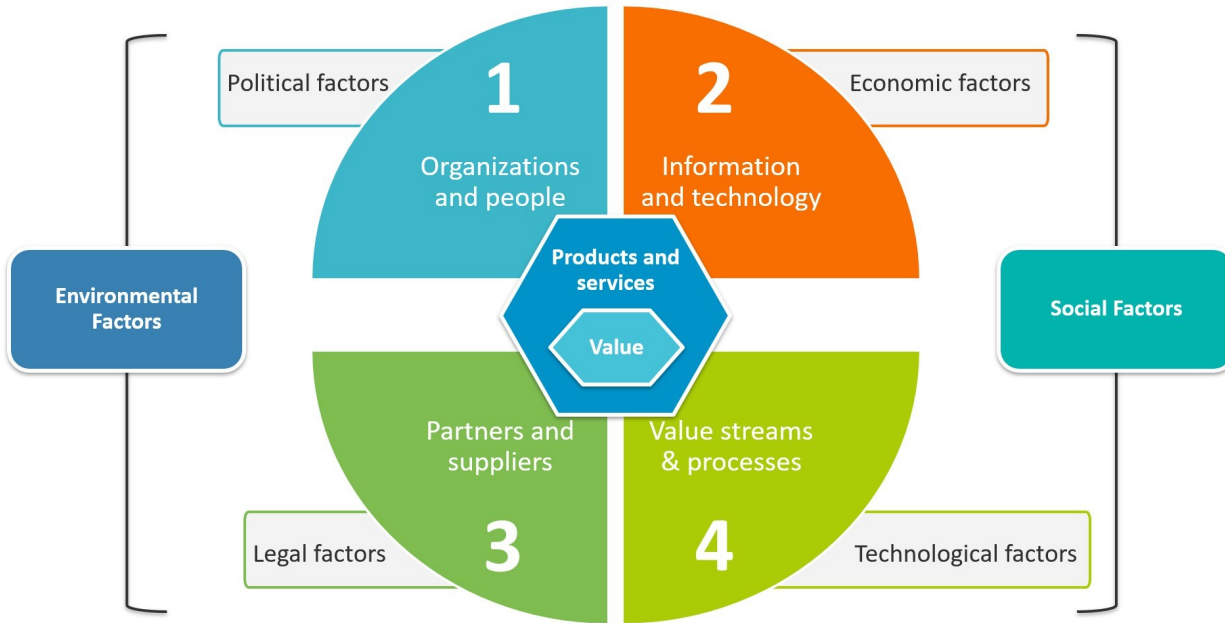 Political factors
1
Organizations
and people
2
Information
and technology
Economic factors
Environmental
Factors
Products and
services
Value
Social Factors
Partners and
suppliers
3
Legal factors
Value streams
& processes
4
Technological factors